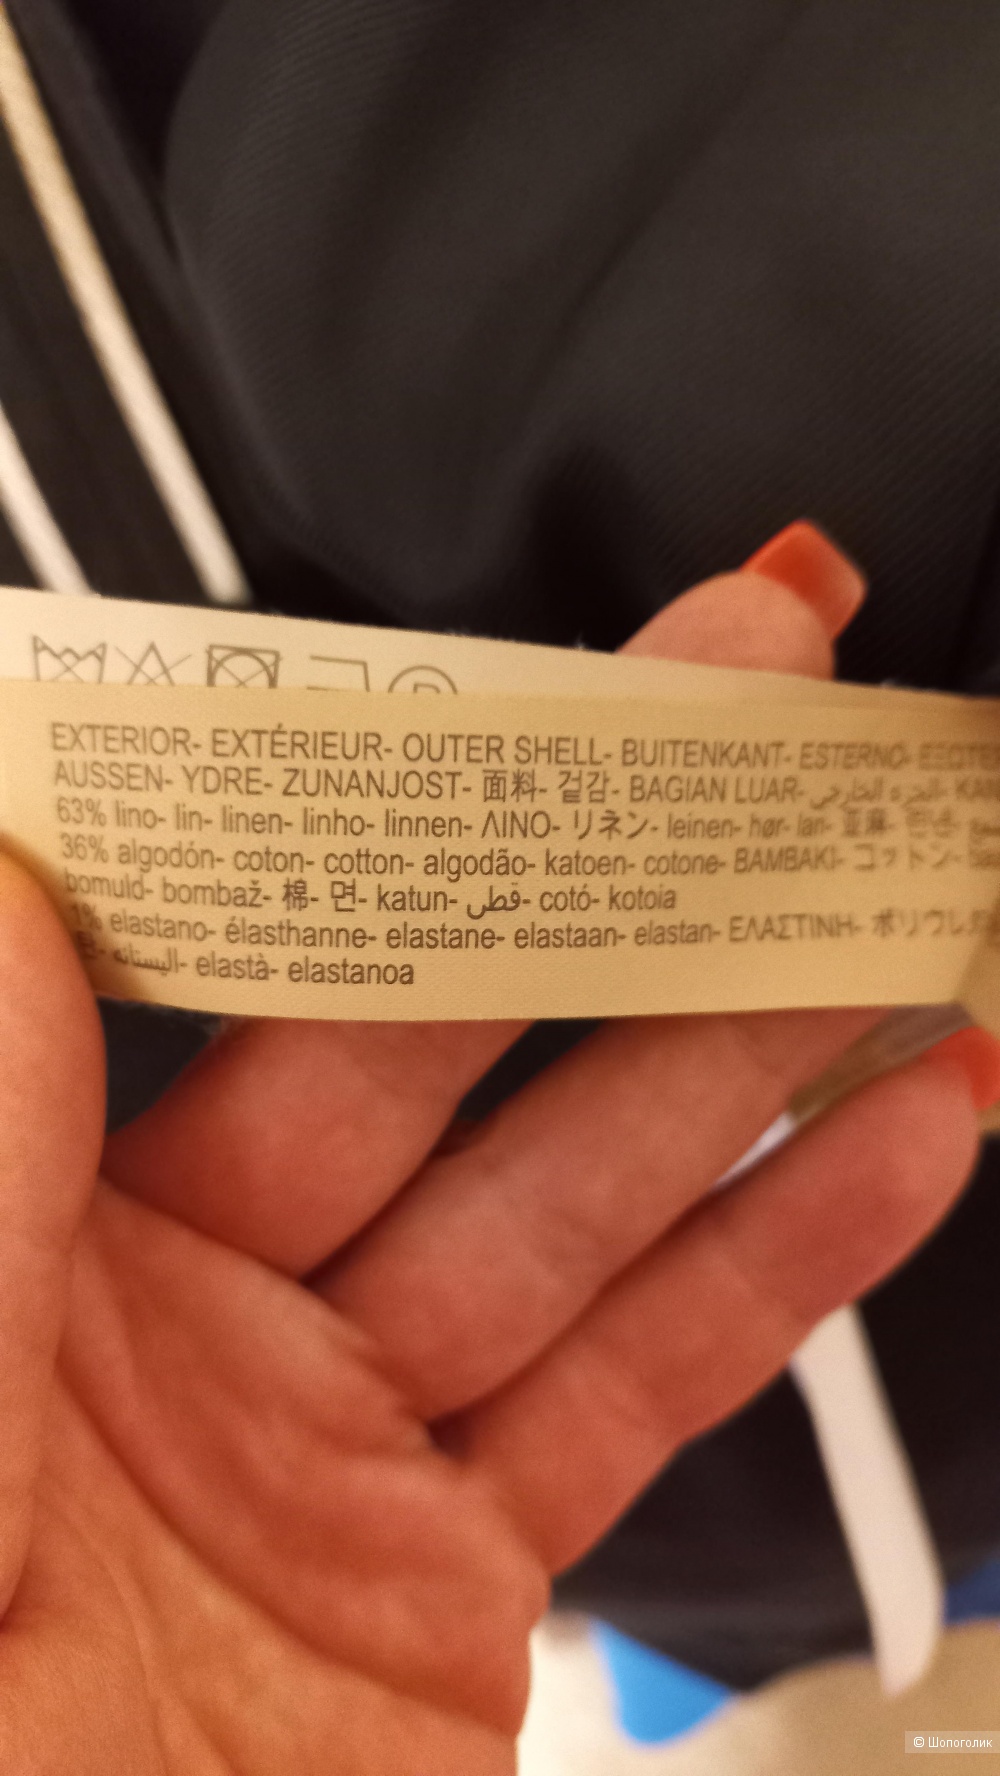 EXTERIOR- EXTÉRIEUR- OUTER SHELL- BUITENKANT- ESTERNO-
AUSSEN- YDRE- ZUNANJOST- 面料- 겉감- BAGIAN LUAR- الجزء الخارجي-
63% lino- lin- linen- linho- linnen- ΛΙΝΟ- リネン- leinen- hør- lan- 亚麻-
36% algodón- coton- cotton- algodão- katoen- cotone- BAMBAKI- コットン-
bomuld- bombaž- 棉- 면- katun- قطن- cotó- kotoia
1% elastano- élasthanne- elastane- elastaan- elastan- ΕΛΑΣΤΙΝΗ-
اليستانه- elastà- elastanoa
© Шопоголик